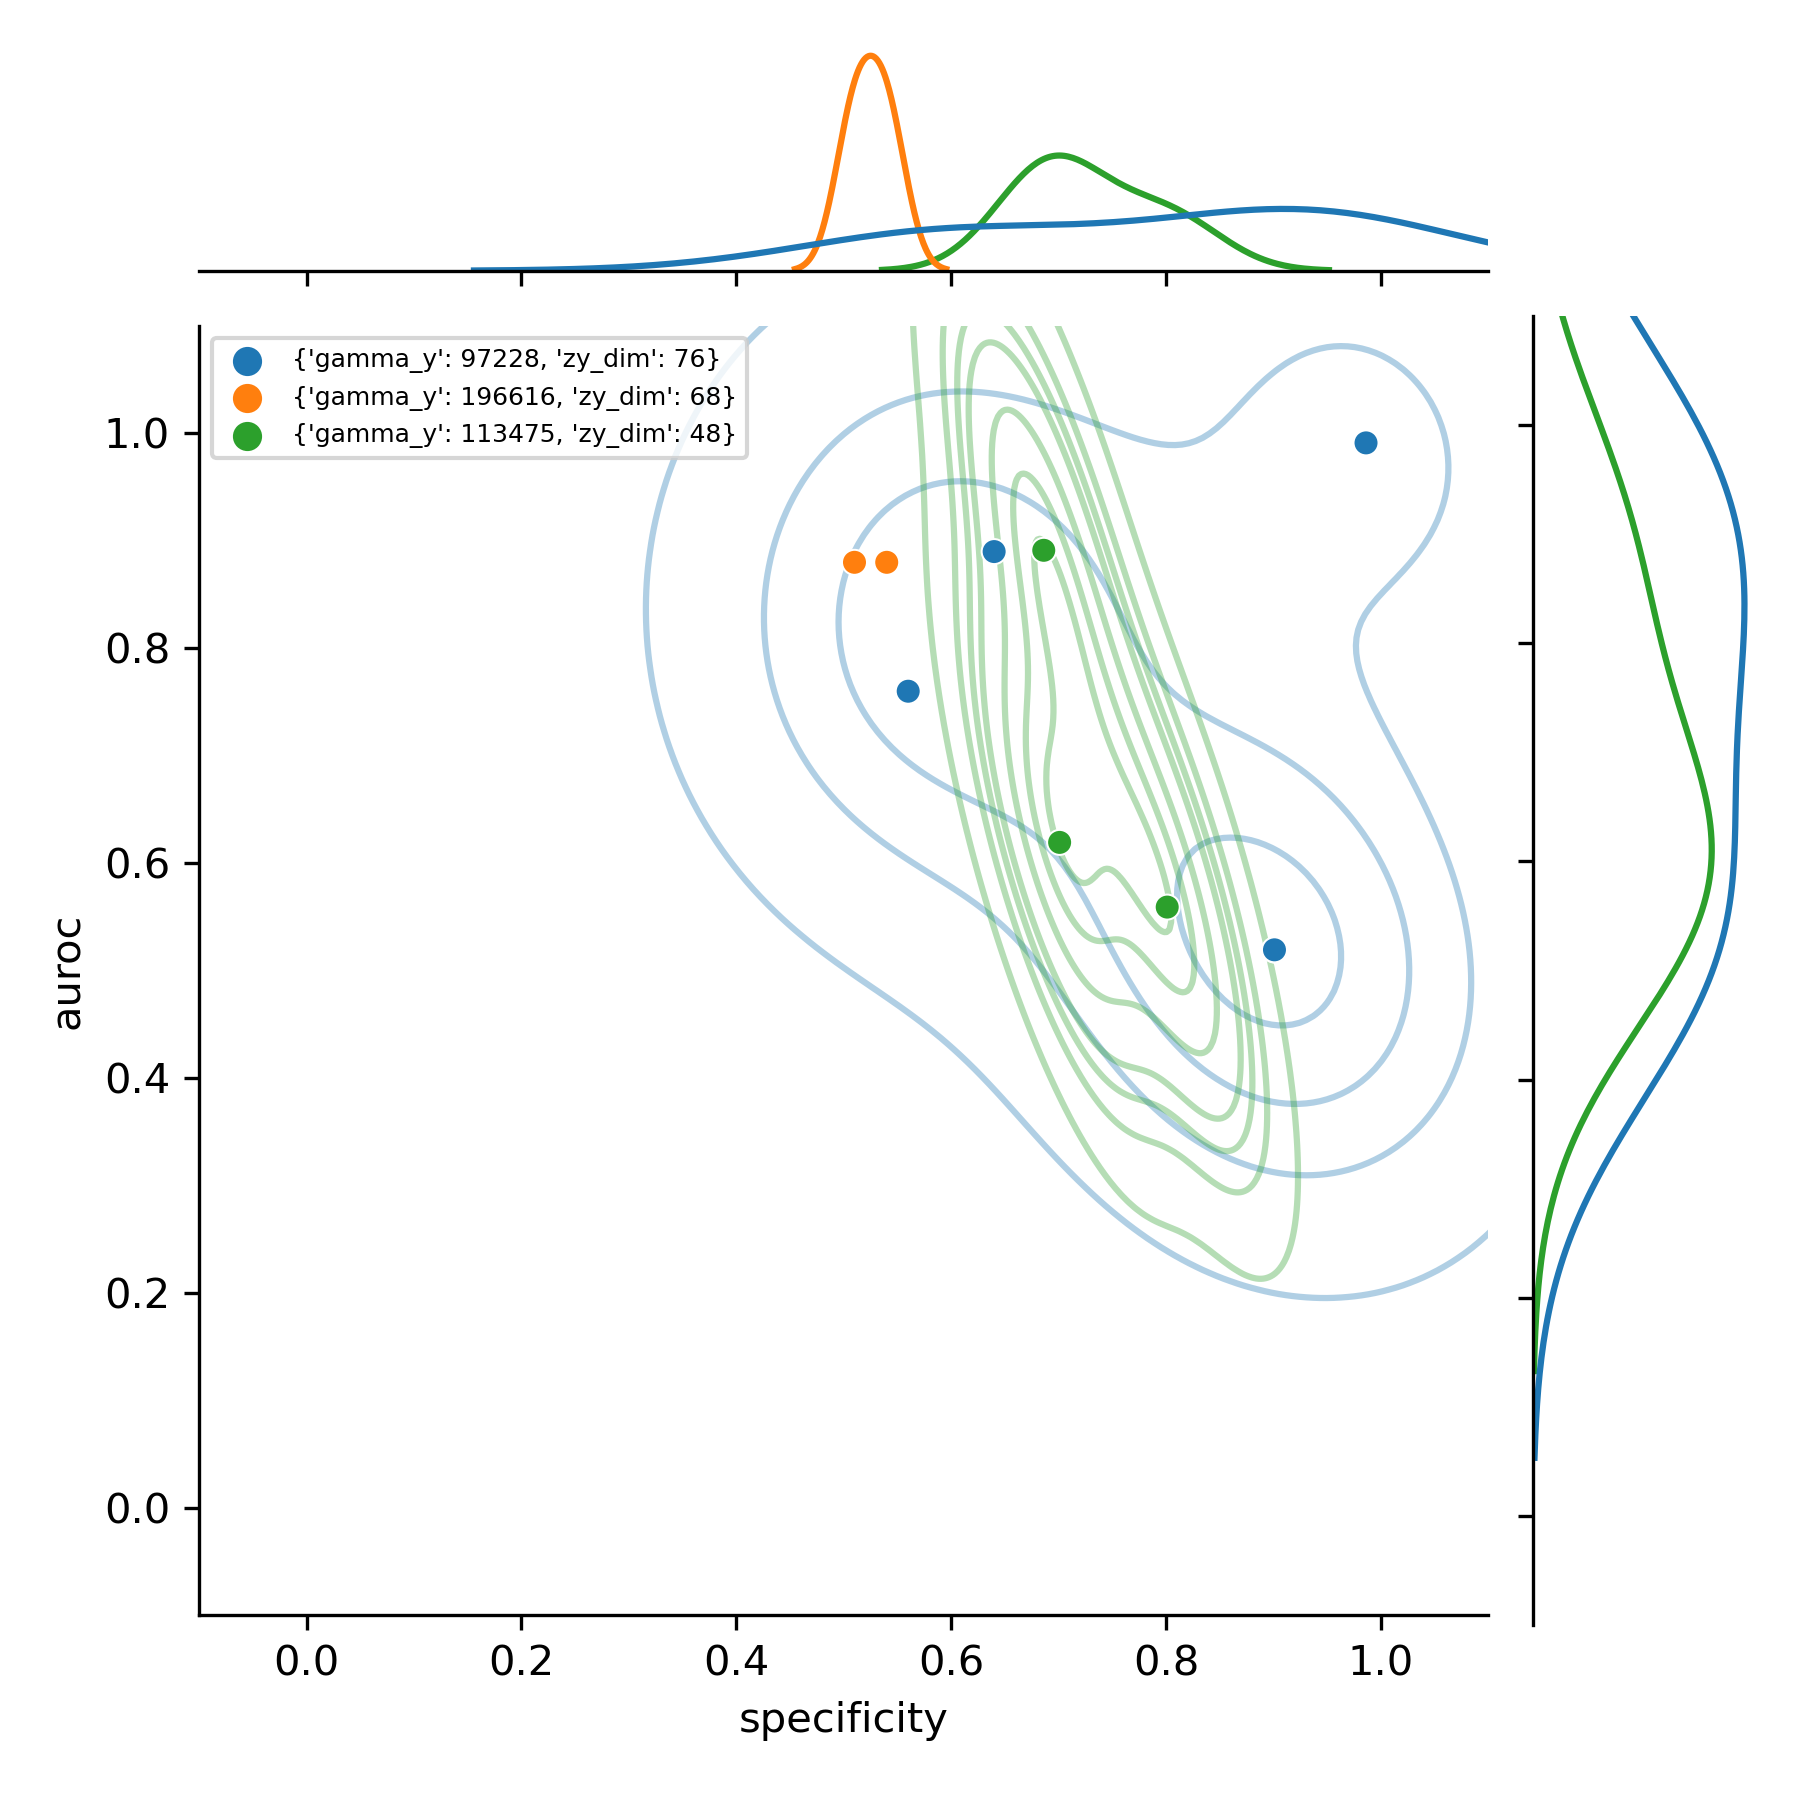 {'gamma_y': 97228, 'zy_dim': 76}
{'gamma_y': 196616, 'zy_dim': 68}
{'gamma_y': 113475, 'zy_dim': 48}
1.0
0.8
0.6
0.4
0.2
0.0
auroc
0.0 0.2 0.4 0.6 0.8 1.0
specificity